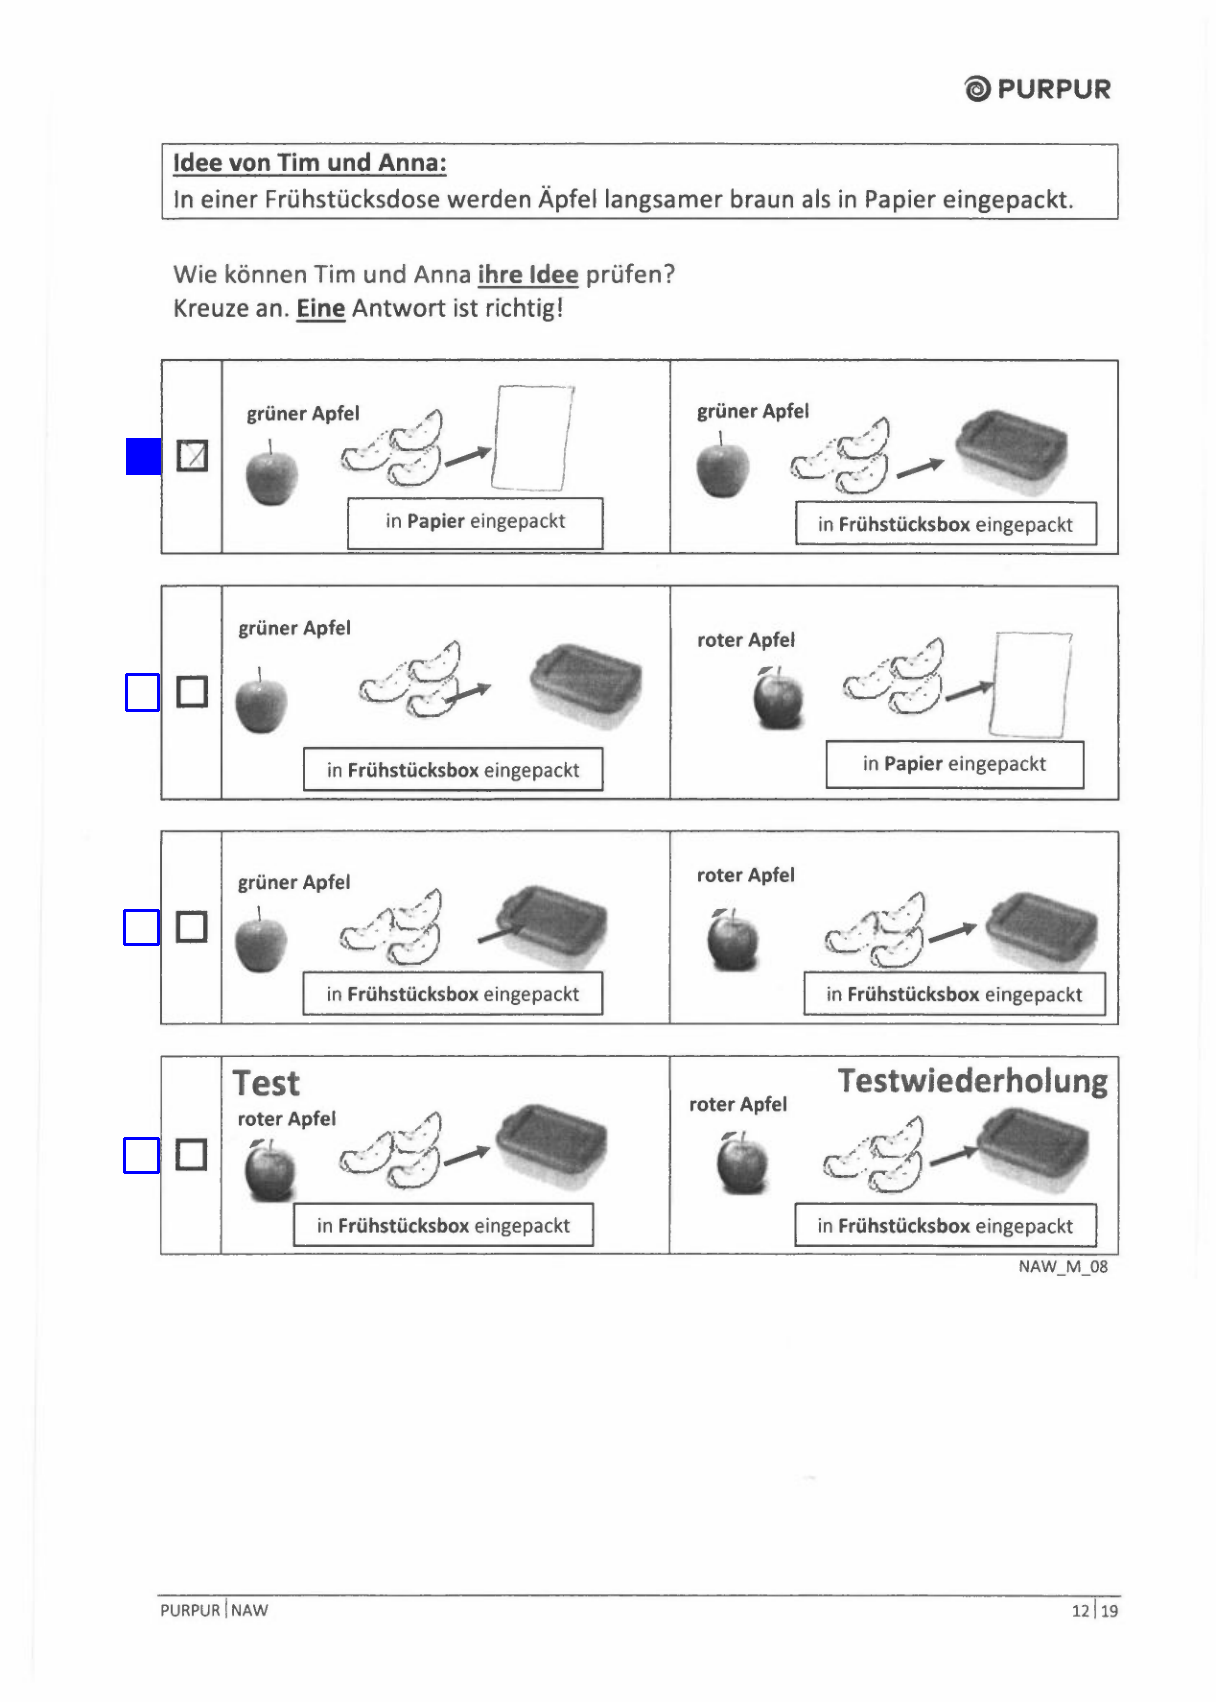 PURPUR
Idee von Tim und Anna:
In einer Frühstücksdose werden Äpfel langsamer braun als in Papier eingepackt.
Wie können Tim und Anna ihre Idee prüfen?
Kreuze an. Eine Antwort ist richtig!
grüner Apfel
in Papier eingepackt
grüner Apfel
in Frühstücksbox eingepackt
grüner Apfel
in Frühstücksbox eingepackt
roter Apfel
in Papier eingepackt
grüner Apfel
in Frühstücksbox eingepackt
roter Apfel
in Frühstücksbox eingepackt
Test
roter Apfel
in Frühstücksbox eingepackt
Testwiederholung
roter Apfel
in Frühstücksbox eingepackt
NAW_M_08
PURPUR | NAW
12 | 19